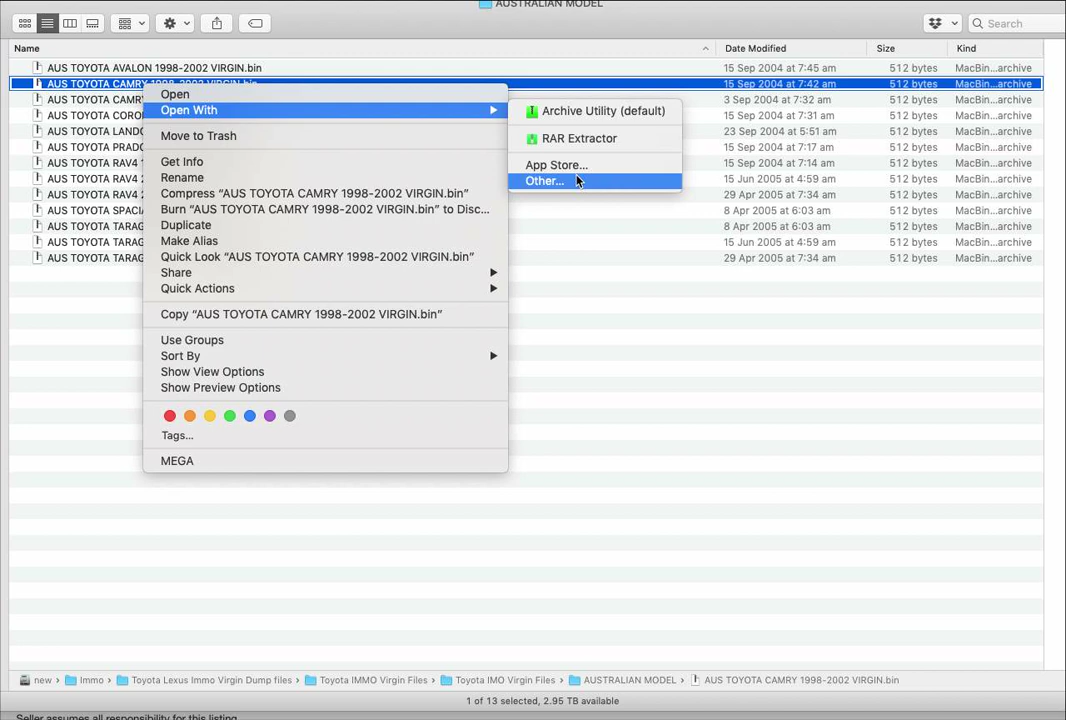 AUSTRALIAN MODEL
Search
Name Date Modified Size Kind
AUS TOYOTA AVALON 1998-2002 VIRGIN.bin 15 Sep 2004 at 7:45 am 512 bytes MacBin...archive
AUS TOYOTA CAMRY 1998-2002 VIRGIN.bin 15 Sep 2004 at 7:42 am 512 bytes MacBin...archive
AUS TOYOTA CAMR 3 Sep 2004 at 7:32 am 512 bytes MacBin...archive
AUS TOYOTA CORO 15 Sep 2004 at 7:31 am 512 bytes MacBin...archive
AUS TOYOTA LANDC 23 Sep 2004 at 5:51 am 512 bytes MacBin...archive
AUS TOYOTA PRADO 15 Sep 2004 at 7:17 am 512 bytes MacBin...archive
AUS TOYOTA RAV4 1 15 Sep 2004 at 7:14 am 512 bytes MacBin...archive
AUS TOYOTA RAV4 2 15 Jun 2005 at 4:59 am 512 bytes MacBin...archive
AUS TOYOTA RAV4 2 29 Apr 2005 at 7:34 am 512 bytes MacBin...archive
AUS TOYOTA SPACI 8 Apr 2005 at 6:03 am 512 bytes MacBin...archive
AUS TOYOTA TARAG 8 Apr 2005 at 6:03 am 512 bytes MacBin...archive
AUS TOYOTA TARAG 15 Jun 2005 at 4:59 am 512 bytes MacBin...archive
AUS TOYOTA TARAG 29 Apr 2005 at 7:34 am 512 bytes MacBin...archive
Open
Open With
Move to Trash
Get Info
Rename
Compress “AUS TOYOTA CAMRY 1998-2002 VIRGIN.bin”
Burn “AUS TOYOTA CAMRY 1998-2002 VIRGIN.bin” to Disc...
Duplicate
Make Alias
Quick Look “AUS TOYOTA CAMRY 1998-2002 VIRGIN.bin”
Share
Quick Actions
Copy “AUS TOYOTA CAMRY 1998-2002 VIRGIN.bin”
Use Groups
Sort By
Show View Options
Show Preview Options
Tags...
MEGA
Archive Utility (default)
RAR Extractor
App Store...
Other...
new › Immo › Toyota Lexus Immo Virgin Dump files › Toyota IMMO Virgin Files › Toyota IMO Virgin Files › AUSTRALIAN MODEL › AUS TOYOTA CAMRY 1998-2002 VIRGIN.bin
1 of 13 selected, 2.95 TB available
Seller assumes all responsibility for this listing.